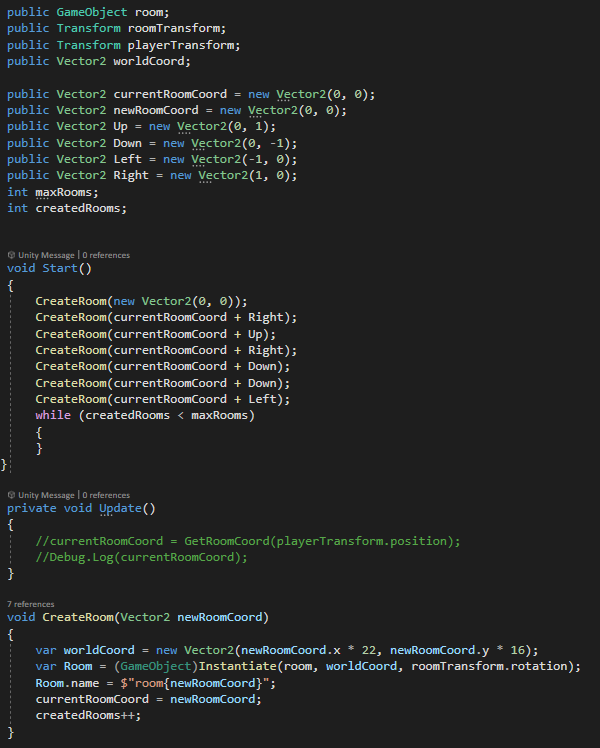 public GameObject room;
public Transform roomTransform;
public Transform playerTransform;
public Vector2 worldCoord;
public Vector2 currentRoomCoord = new Vector2(0, 0);
public Vector2 newRoomCoord = new Vector2(0, 0);
public Vector2 Up = new Vector2(0, 1);
public Vector2 Down = new Vector2(0, -1);
public Vector2 Left = new Vector2(-1, 0);
public Vector2 Right = new Vector2(1, 0);
int maxRooms;
int createdRooms;
Unity Message | 0 references
void Start()
{
CreateRoom(new Vector2(0, 0));
CreateRoom(currentRoomCoord + Right);
CreateRoom(currentRoomCoord + Up);
CreateRoom(currentRoomCoord + Right);
CreateRoom(currentRoomCoord + Down);
CreateRoom(currentRoomCoord + Down);
CreateRoom(currentRoomCoord + Left);
while (createdRooms < maxRooms)
{
}
}
Unity Message | 0 references
private void Update()
{
//currentRoomCoord = GetRoomCoord(playerTransform.position);
//Debug.Log(currentRoomCoord);
}
7 references
void CreateRoom(Vector2 newRoomCoord)
{
var worldCoord = new Vector2(newRoomCoord.x * 22, newRoomCoord.y * 16);
var Room = (GameObject)Instantiate(room, worldCoord, roomTransform.rotation);
Room.name = $"room{newRoomCoord}";
currentRoomCoord = newRoomCoord;
createdRooms++;
}